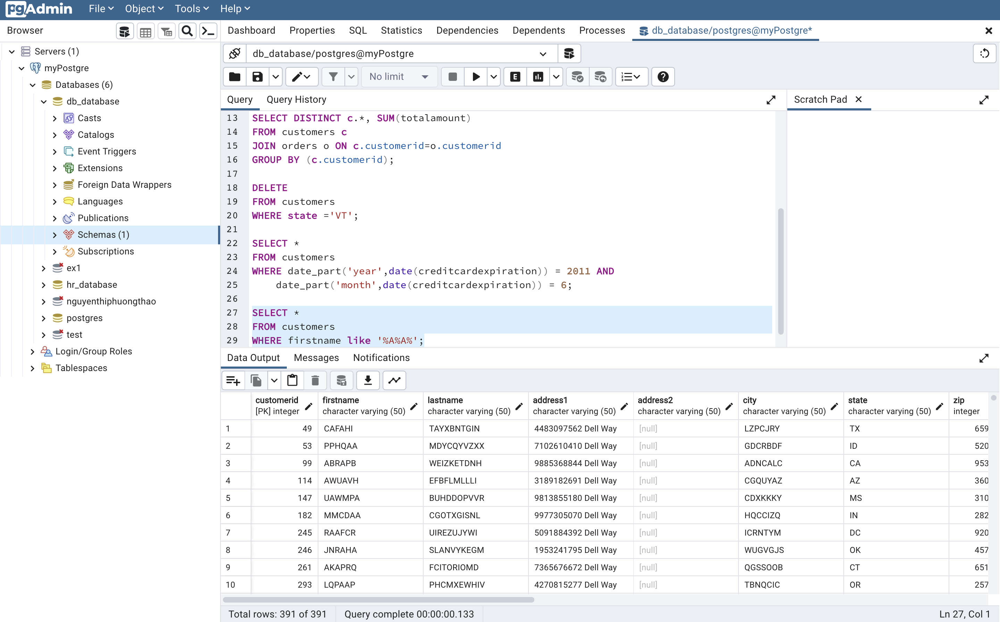 pgAdmin File Object Tools Help
Browser
Dashboard Properties SQL Statistics Dependencies Dependents Processes db_database/postgres@myPostgre*
Servers (1)
myPostgre
Databases (6)
db_database
Casts
Catalogs
Event Triggers
Extensions
Foreign Data Wrappers
Languages
Publications
Schemas (1)
Subscriptions
ex1
hr_database
nguyenthiphuongthao
postgres
test
Login/Group Roles
Tablespaces
db_database/postgres@myPostgre
No limit E
Query Query History
Scratch Pad
13 SELECT DISTINCT c.*, SUM(totalamount)
14 FROM customers c
15 JOIN orders o ON c.customerid=o.customerid
16 GROUP BY (c.customerid);
17
18 DELETE
19 FROM customers
20 WHERE state ='VT';
21
22 SELECT *
23 FROM customers
24 WHERE date_part('year',date(creditcardexpiration)) = 2011 AND
25 date_part('month',date(creditcardexpiration)) = 6;
26
27 SELECT *
28 FROM customers
29 WHERE firstname like '%A%A%';
Data Output Messages Notifications
customerid firstname lastname address1 address2 city state zip
[PK] integer character varying (50) character varying (50) character varying (50) character varying (50) character varying (50) character varying (50) integer
1 49 CAFAHI TAYXBNTGIN 4483097562 Dell Way [null] LZPCJRY TX 659
2 53 PPHQAA MDYCQYVZXX 7102610410 Dell Way [null] GDCRBDF ID 520
3 99 ABRAPB WEIZKETDNH 9885368844 Dell Way [null] ADNCALC CA 953
4 114 AWUAVH EFBFLMLLLI 3189182691 Dell Way [null] CGQUYAZ AZ 360
5 147 UAWMPA BUHDDOPVVR 9813855180 Dell Way [null] CDXKKKY MS 310
6 182 MMCDAA CGOTXGISNL 9977305070 Dell Way [null] HQCCIZQ IN 282
7 245 RAAFCR UIREZUJYWI 5091884392 Dell Way [null] ICRNTYM DC 920
8 246 JNRAHA SLANVYKEGM 1953241795 Dell Way [null] WUGVGJS OK 457
9 261 AKAPRQ FCITORIOMD 7365676672 Dell Way [null] QGSSOOB CT 651
10 293 LQPAAP PHCMXEWHIV 4270815277 Dell Way [null] TBNQCIC OR 257
Total rows: 391 of 391 Query complete 00:00:00.133 Ln 27, Col 1